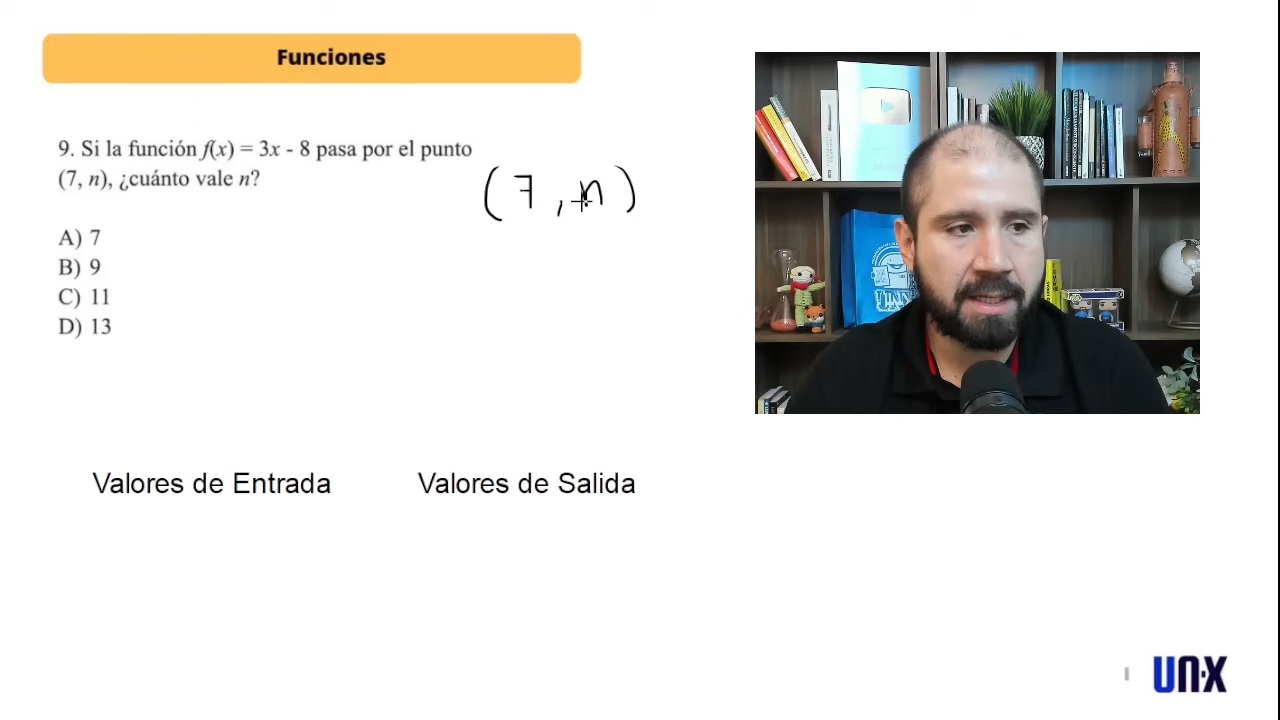 Funciones
9. Si la función f(x) = 3x - 8 pasa por el punto
(7, n), ¿cuánto vale n?
(7, n)
A) 7
B) 9
C) 11
D) 13
Valores de Entrada
Valores de Salida
UNX